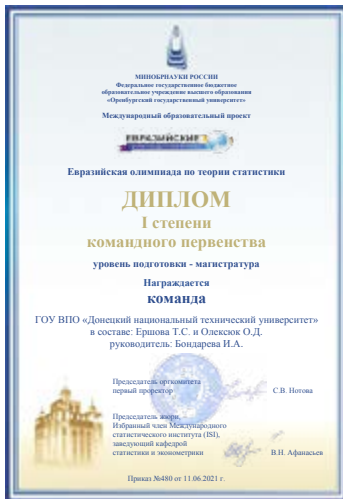 МИНОБРНАУКИ РОССИИ
Федеральное государственное бюджетное
образовательное учреждение высшего образования
«Оренбургский государственный университет»
Международный образовательный проект
ЕВРАЗИЙСКИЕ
Евразийская олимпиада по теории статистики
ДИПЛОМ
I степени
командного первенства
уровень подготовки - магистратура
Награждается
команда
ГОУ ВПО «Донецкий национальный технический университет»
в составе: Ершова Т.С. и Олексюк О.Д.
руководитель: Бондарева И.А.
Председатель оргкомитета
первый проректор
С.В. Нотова
Председатель жюри,
Избранный член Международного
статистического института (ISI),
заведующий кафедрой
статистики и эконометрики
В.Н. Афанасьев
Приказ №480 от 11.06.2021 г.